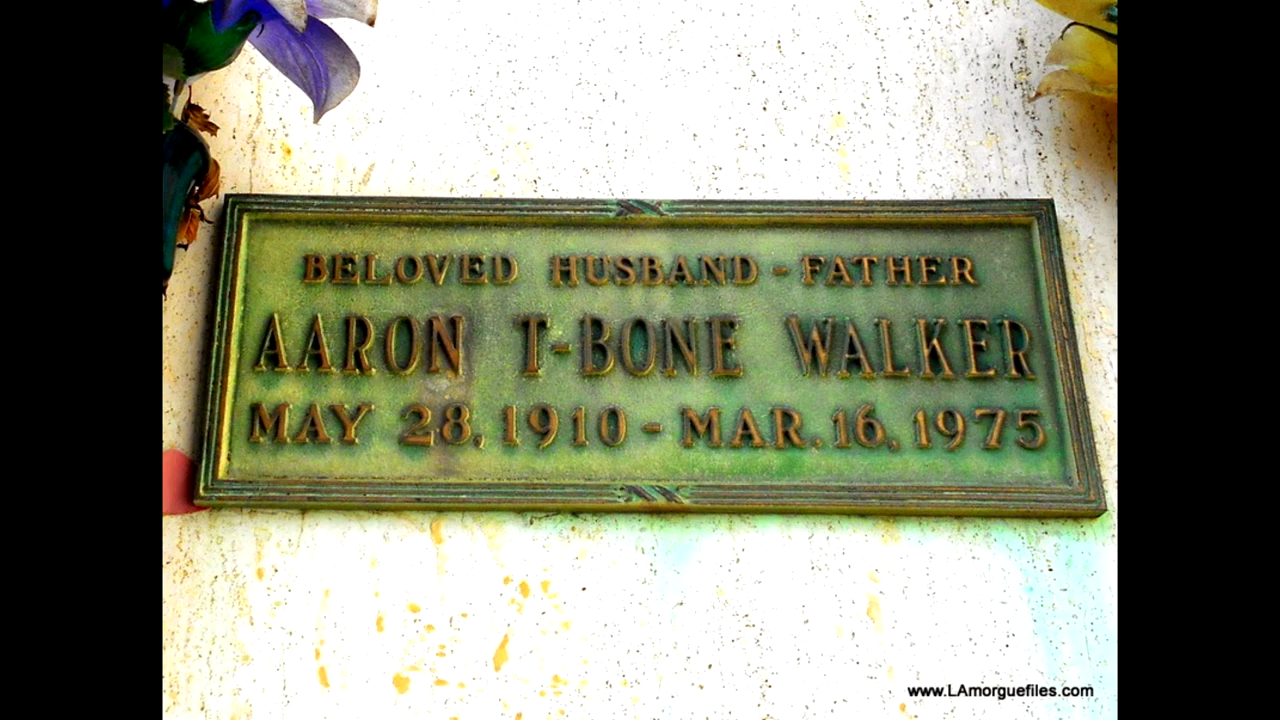 BELOVED HUSBAND - FATHER
AARON T-BONE WALKER
MAY 28, 1910 - MAR. 16, 1975
www.LAmorguefiles.com